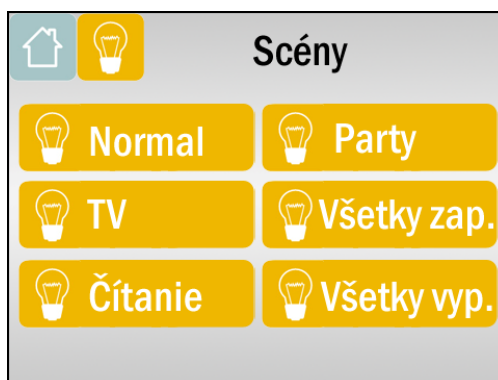 Scény
Normal
Party
TV
Všetky zap.
Čítanie
Všetky vyp.